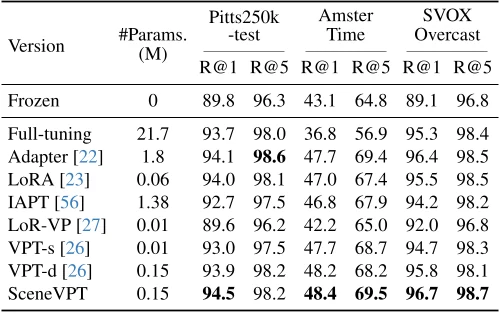 Version #Params. (M) Pitts250k -test Amster Time SVOX Overcast
R@1 R@5 R@1 R@5 R@1 R@5
Frozen 0 89.8 96.3 43.1 64.8 89.1 96.8
Full-tuning 21.7 93.7 98.0 36.8 56.9 95.3 98.4
Adapter [22] 1.8 94.1 98.6 47.7 69.4 96.4 98.5
LoRA [23] 0.06 94.0 98.1 47.0 67.4 95.5 98.5
IAPT [56] 1.38 92.7 97.5 46.8 67.9 94.2 98.2
LoR-VP [27] 0.01 89.6 96.2 42.2 65.0 92.0 96.8
VPT-s [26] 0.01 93.0 97.5 47.7 68.7 94.7 98.3
VPT-d [26] 0.15 93.9 98.2 48.2 68.2 95.8 98.1
SceneVPT 0.15 94.5 98.2 48.4 69.5 96.7 98.7